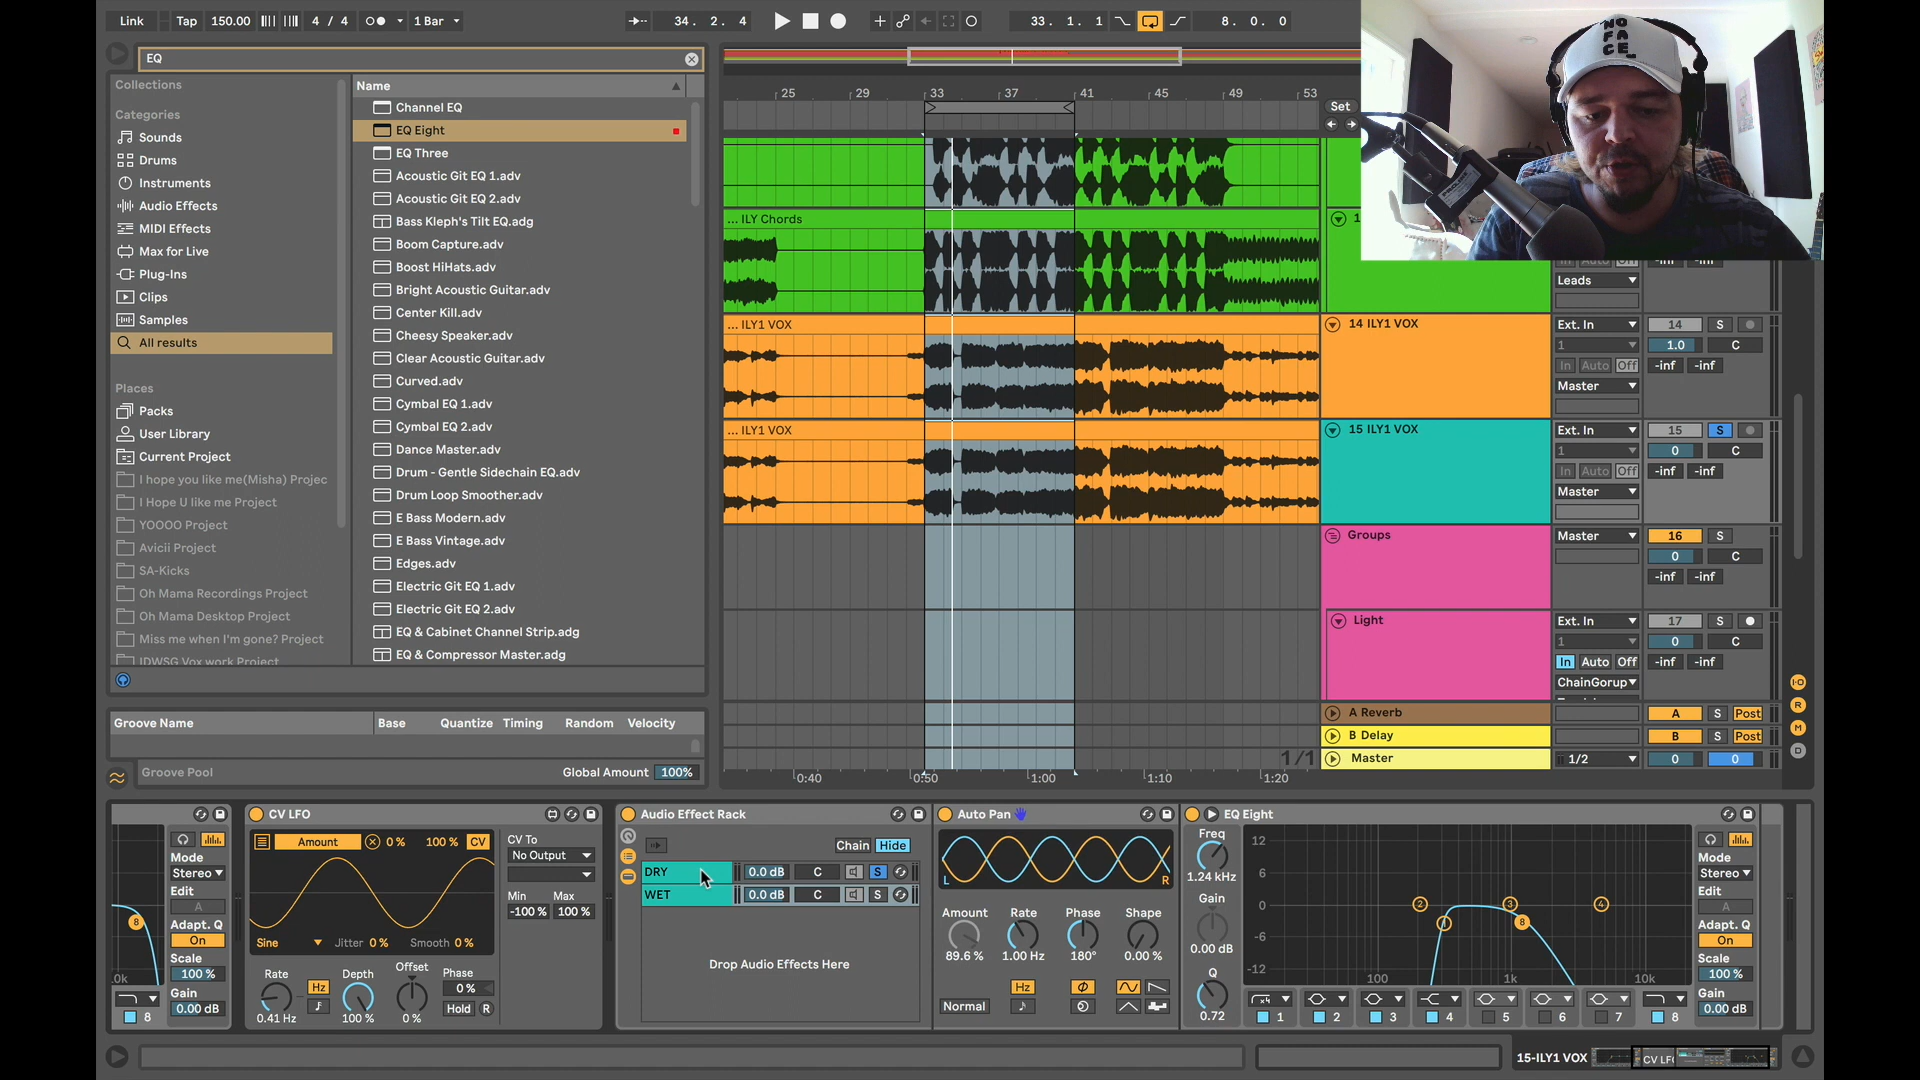 Link
Tap
150.00
4 / 4
1 Bar
34. 2. 4
33. 1. 1
8. 0. 0
EQ
Collections
Categories
Sounds
Drums
Instruments
Audio Effects
MIDI Effects
Max for Live
Plug-Ins
Clips
Samples
All results
Places
Packs
User Library
Current Project
I hope you like me(Misha) Projec
I Hope U like me Project
YOOOO Project
Avicii Project
SA-Kicks
Oh Mama Recordings Project
Oh Mama Desktop Project
Miss me when I'm gone? Project
IDWSG Vox work Project
Name
Channel EQ
EQ Eight
EQ Three
Acoustic Git EQ 1.adv
Acoustic Git EQ 2.adv
Bass Kleph's Tilt EQ.adg
Boom Capture.adv
Boost HiHats.adv
Bright Acoustic Guitar.adv
Center Kill.adv
Cheesy Speaker.adv
Clear Acoustic Guitar.adv
Curved.adv
Cymbal EQ 1.adv
Cymbal EQ 2.adv
Dance Master.adv
Drum - Gentle Sidechain EQ.adv
Drum Loop Smoother.adv
E Bass Modern.adv
E Bass Vintage.adv
Edges.adv
Electric Git EQ 1.adv
Electric Git EQ 2.adv
EQ & Cabinet Channel Strip.adg
EQ & Compressor Master.adg
Groove Name
Base
Quantize
Timing
Random
Velocity
Groove Pool
Global Amount
100%
25
29
33
37
41
45
49
53
Set
... ILY Chords
... ILY1 VOX
... ILY1 VOX
1/1
0:40
0:50
1:00
1:10
1:20
Leads
14 ILY1 VOX
Ext. In
14
S
1
1.0
C
In Auto Off
-inf -inf
Master
15 ILY1 VOX
Ext. In
15
S
1
0
C
In Auto Off
-inf -inf
Master
Groups
Master
16
S
0
C
-inf -inf
Light
Ext. In
17
S
1
0
C
In Auto Off
-inf -inf
ChainGorup
A Reverb
A
S
Post
B Delay
B
S
Post
Master
1/2
0
0
I·O
R
M
D
8
0k
8
Mode
Stereo
Edit
A
Adapt. Q
On
Scale
100 %
Gain
0.00 dB
CV LFO
Amount
0 %
100 %
CV
Sine
Jitter 0 %
Smooth 0 %
Rate
0.41 Hz
Hz
Depth
100 %
Offset
0 %
Phase
0 %
Hold
R
CV To
No Output
Min
Max
-100 %
100 %
Audio Effect Rack
Chain
Hide
DRY
0.0 dB
C
S
WET
0.0 dB
C
S
Drop Audio Effects Here
Auto Pan
L
R
Amount
Rate
Phase
Shape
89.6 %
1.00 Hz
180°
0.00 %
Normal
Hz
EQ Eight
Freq
1.24 kHz
Gain
0.00 dB
Q
0.72
12
6
0
-6
-12
2
3
4
8
100
1k
10k
x4
1
2
3
4
5
6
7
8
Mode
Stereo
Edit
A
Adapt. Q
On
Scale
100 %
Gain
0.00 dB
15-ILY1 VOX
CV LF